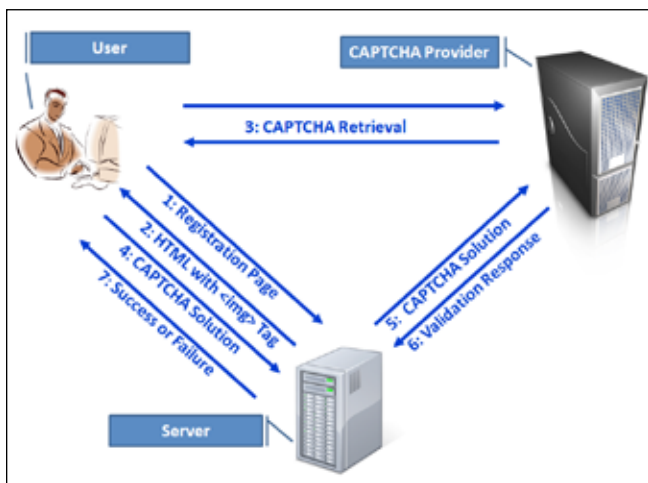 User
CAPTCHA Provider
3: CAPTCHA Retrieval
1: Registration Page
2: HTML with <img> Tag
4: CAPTCHA Solution
7: Success or Failure
5: CAPTCHA Solution
6: Validation Response
Server